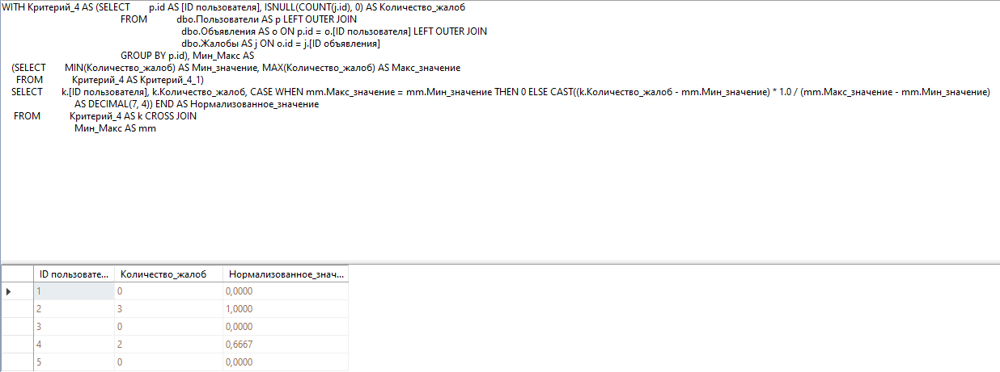 WITH Критерий_4 AS (SELECT p.id AS [ID пользователя], ISNULL(COUNT(j.id), 0) AS Количество_жалоб
FROM dbo.Пользователи AS p LEFT OUTER JOIN
dbo.Объявления AS o ON p.id = o.[ID пользователя] LEFT OUTER JOIN
dbo.Жалобы AS j ON o.id = j.[ID объявления]
GROUP BY p.id), Мин_Макс AS
(SELECT MIN(Количество_жалоб) AS Мин_значение, MAX(Количество_жалоб) AS Макс_значение
FROM Критерий_4 AS Критерий_4_1)
SELECT k.[ID пользователя], k.Количество_жалоб, CASE WHEN mm.Макс_значение = mm.Мин_значение THEN 0 ELSE CAST((k.Количество_жалоб - mm.Мин_значение) * 1.0 / (mm.Макс_значение - mm.Мин_значение)
AS DECIMAL(7, 4)) END AS Нормализованное_значение
FROM Критерий_4 AS k CROSS JOIN
Мин_Макс AS mm
ID пользовате... Количество_жалоб Нормализованное_знач...
1 0 0,0000
2 3 1,0000
3 0 0,0000
4 2 0,6667
5 0 0,0000